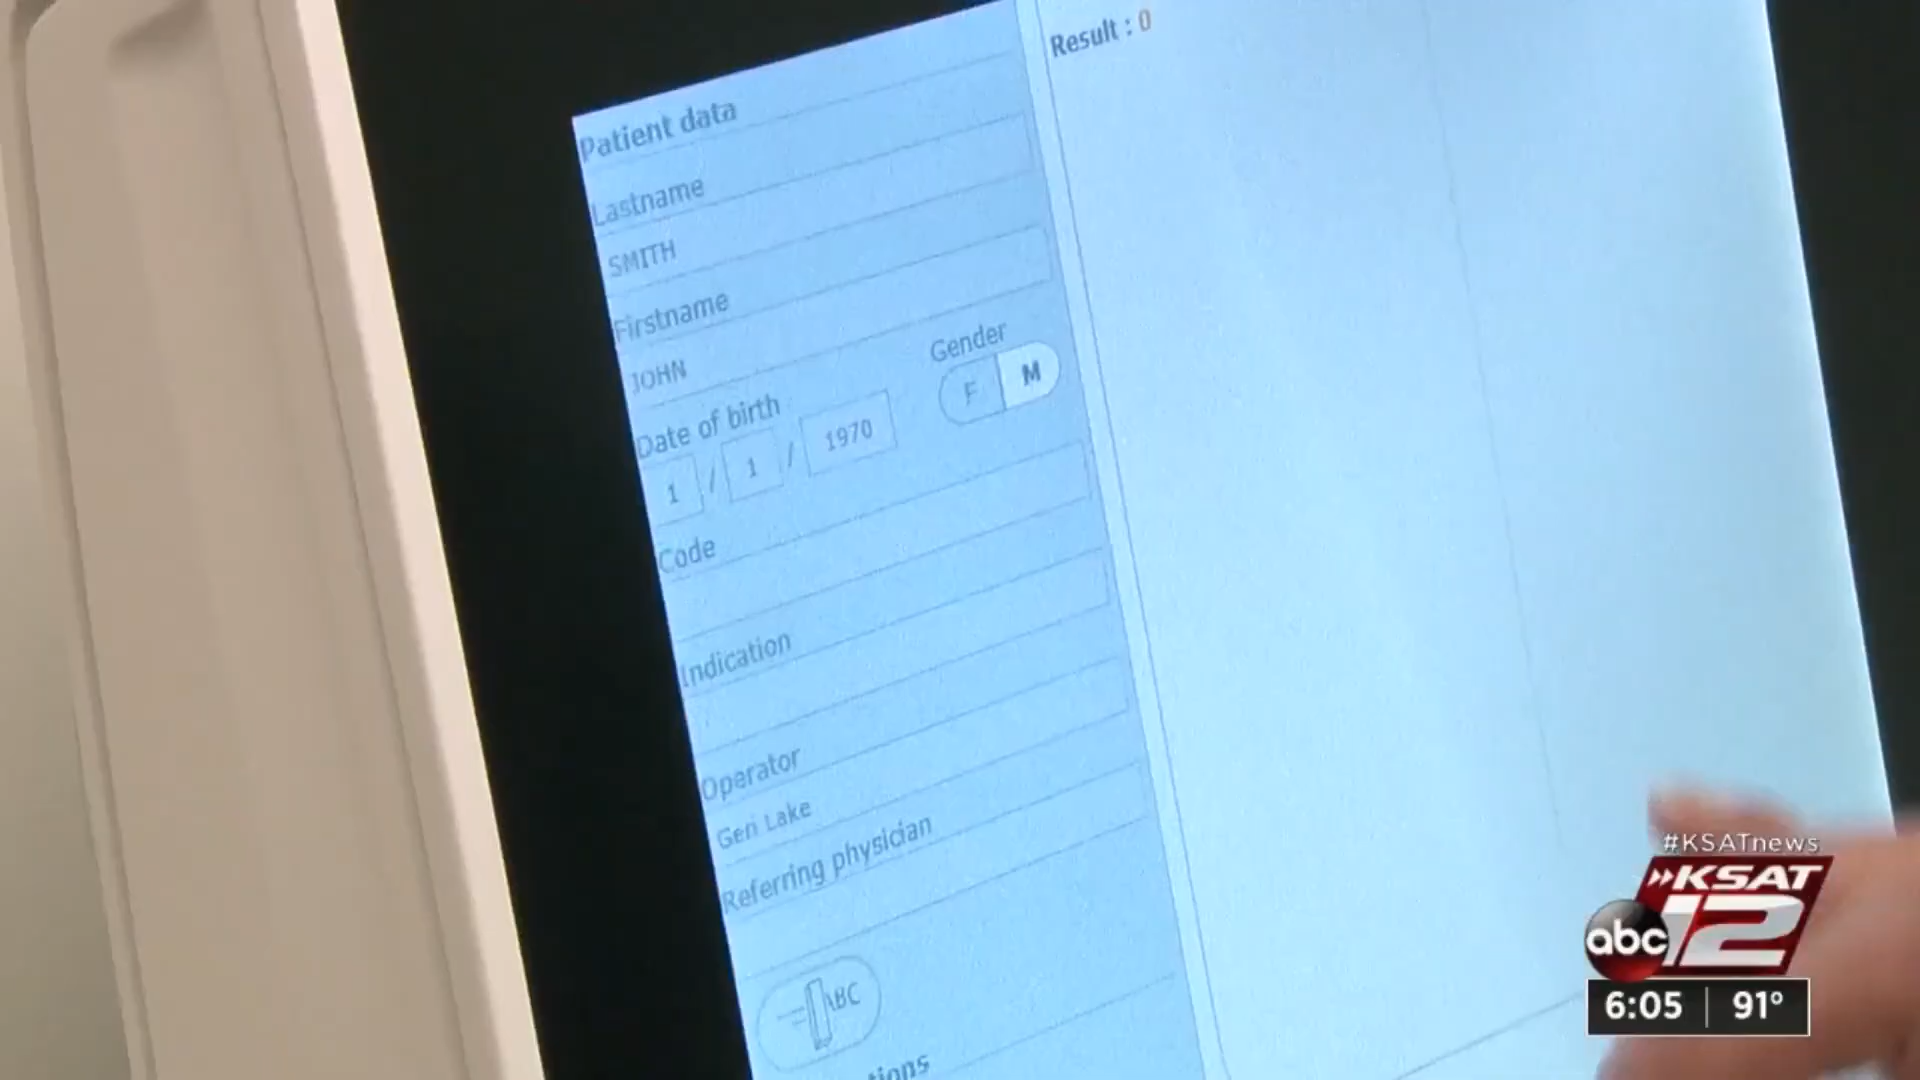 Result : 0
Patient data
Lastname
SMITH
Firstname
JOHN
Gender
F M
Date of birth
1 / 1 / 1970
Code
Indication
Operator
Geri Lake
Referring physician
ABC
#KSATnews
KSAT
abc 12
6:05 91°